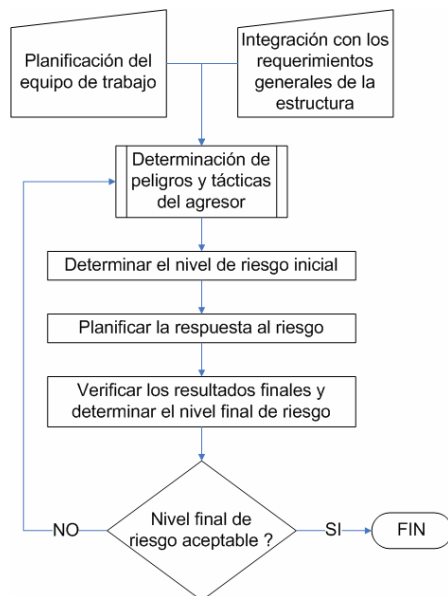 Planificación del
equipo de trabajo
Integración con los
requerimientos
generales de la
estructura
Determinación de
peligros y tácticas
del agresor
Determinar el nivel de riesgo inicial
Planificar la respuesta al riesgo
Verificar los resultados finales y
determinar el nivel final de riesgo
Nivel final de
riesgo aceptable ?
NO
SI
FIN